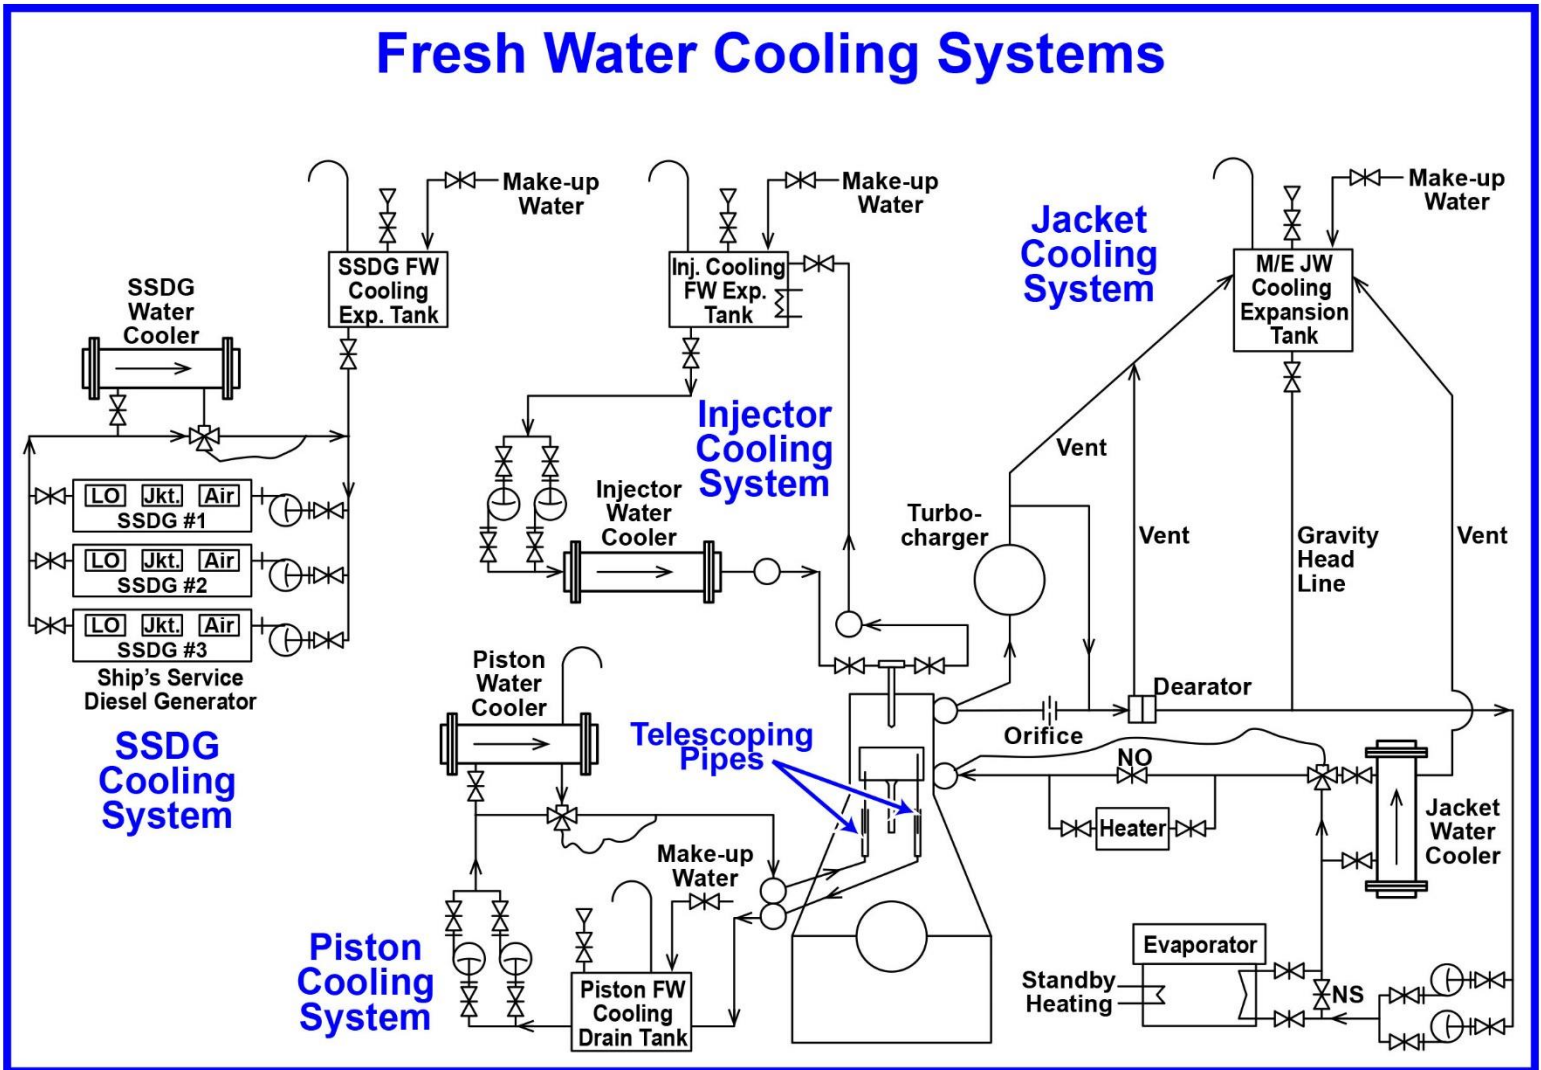 Fresh Water Cooling Systems
Make-up
Water
SSDG FW
Cooling
Exp. Tank
SSDG
Water
Cooler
LO Jkt. Air
SSDG #1
LO Jkt. Air
SSDG #2
LO Jkt. Air
SSDG #3
Ship's Service
Diesel Generator
SSDG
Cooling
System
Make-up
Water
Inj. Cooling
FW Exp.
Tank
Injector
Cooling
System
Injector
Water
Cooler
Jacket
Cooling
System
Make-up
Water
M/E JW
Cooling
Expansion
Tank
Vent
Turbo-
charger
Vent
Gravity
Head
Line
Vent
Dearator
Orifice
NO
Heater
Jacket
Water
Cooler
Evaporator
Standby
Heating
NS
Piston
Water
Cooler
Telescoping
Pipes
Make-up
Water
Piston
Cooling
System
Piston FW
Cooling
Drain Tank